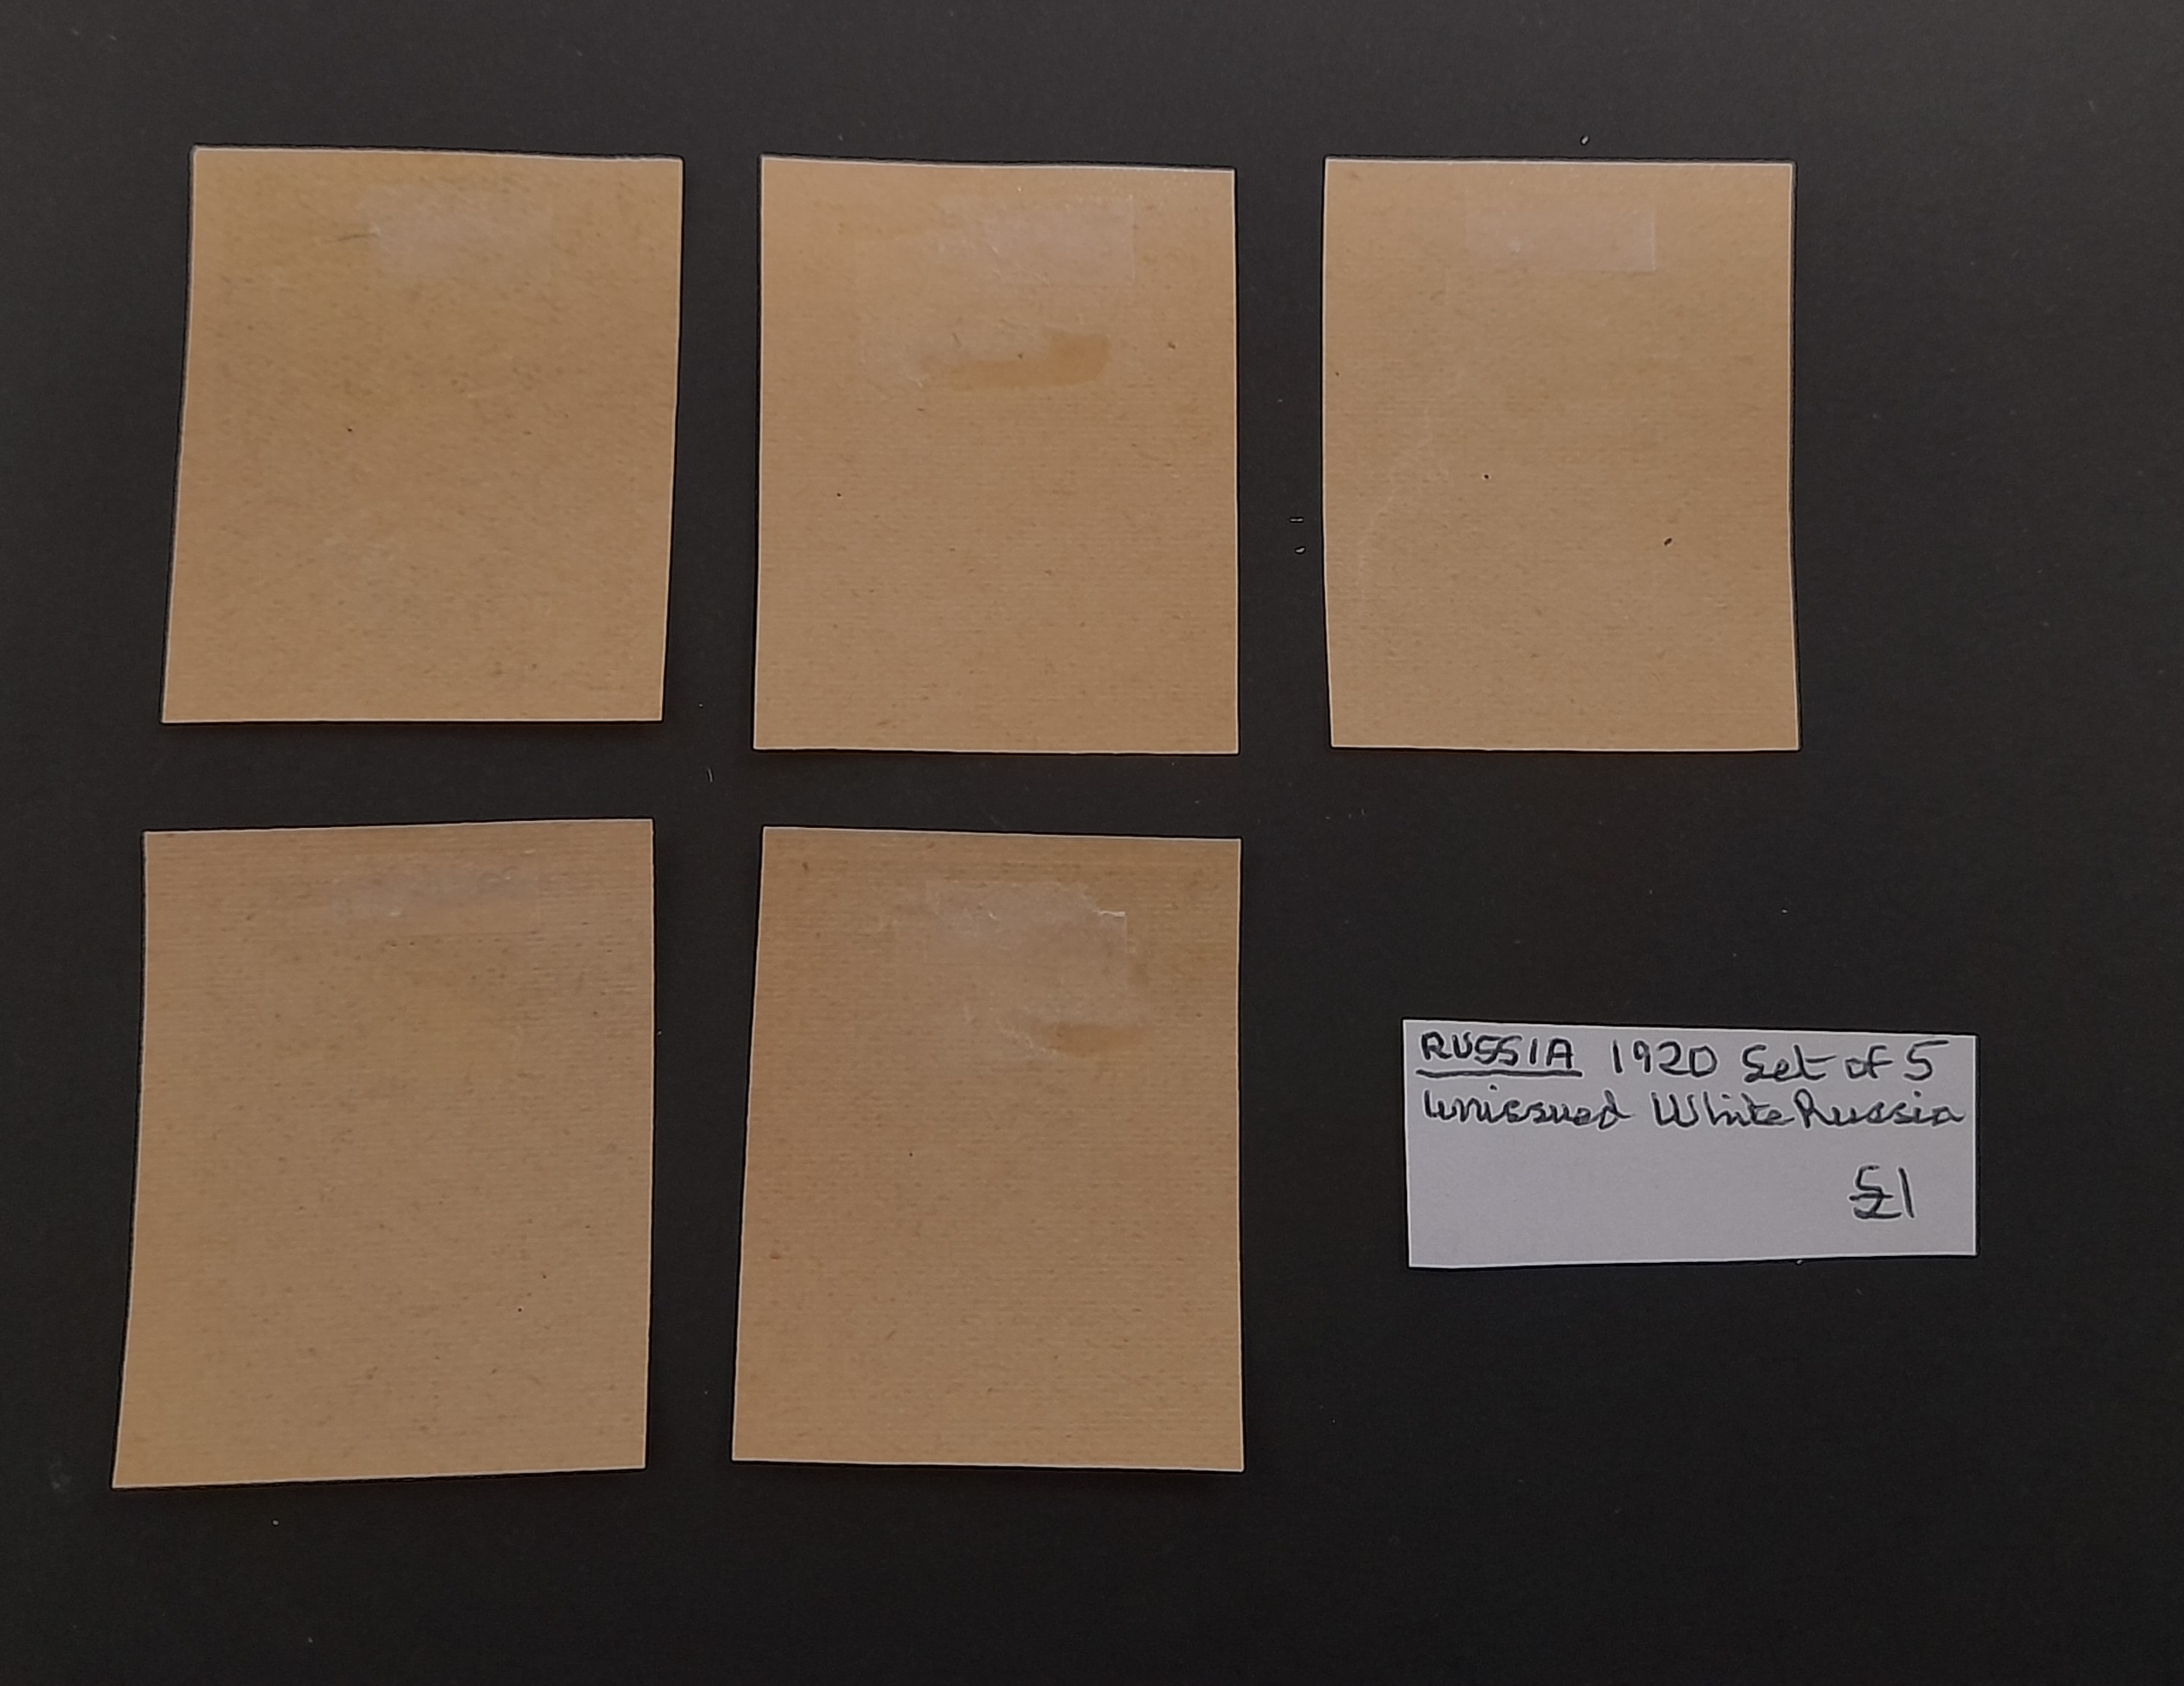 RUSSIA 1920 Set of 5
Unissued White Russia
£1